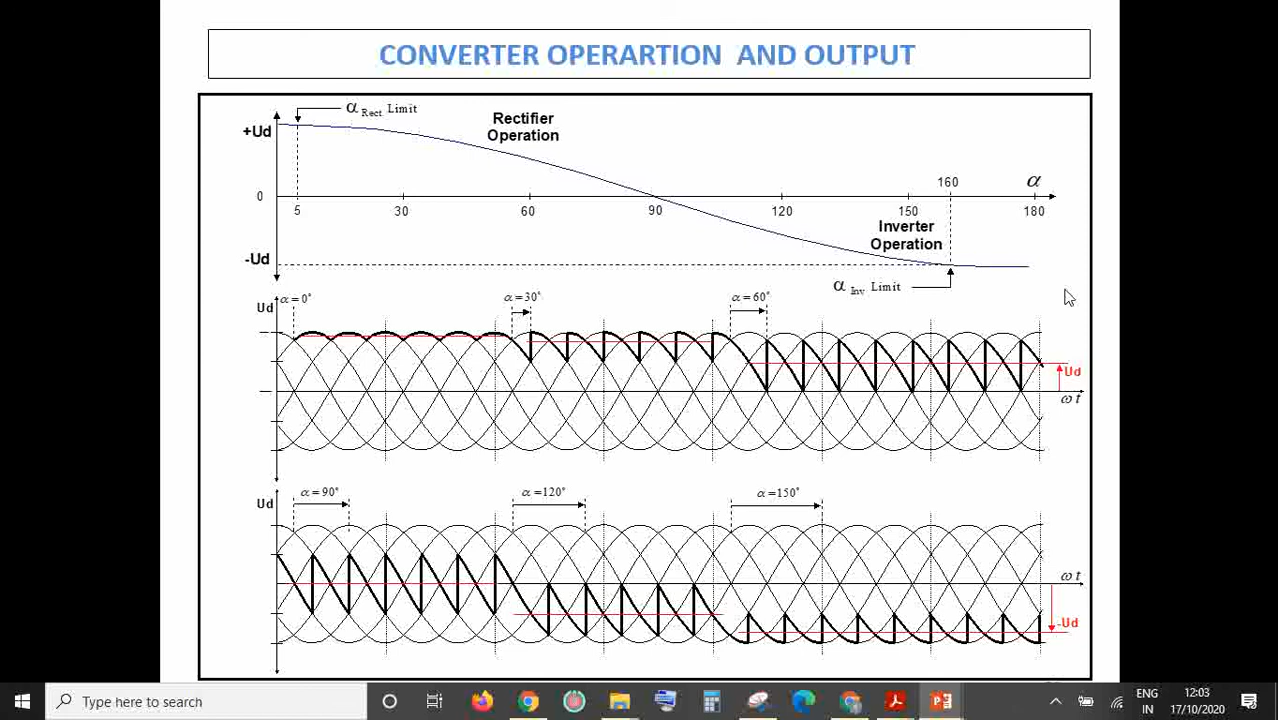 CONVERTER OPERARTION AND OUTPUT
α Rect Limit
Rectifier
Operation
+Ud
0
5
30
60
90
120
150
160
180
α
Inverter
Operation
-Ud
α Inv Limit
Ud
α=0°
α=30°
α=60°
Ud
ωt
Ud
α=90°
α=120°
α=150°
ωt
-Ud
Type here to search
ENG
IN
12:03
17/10/2020